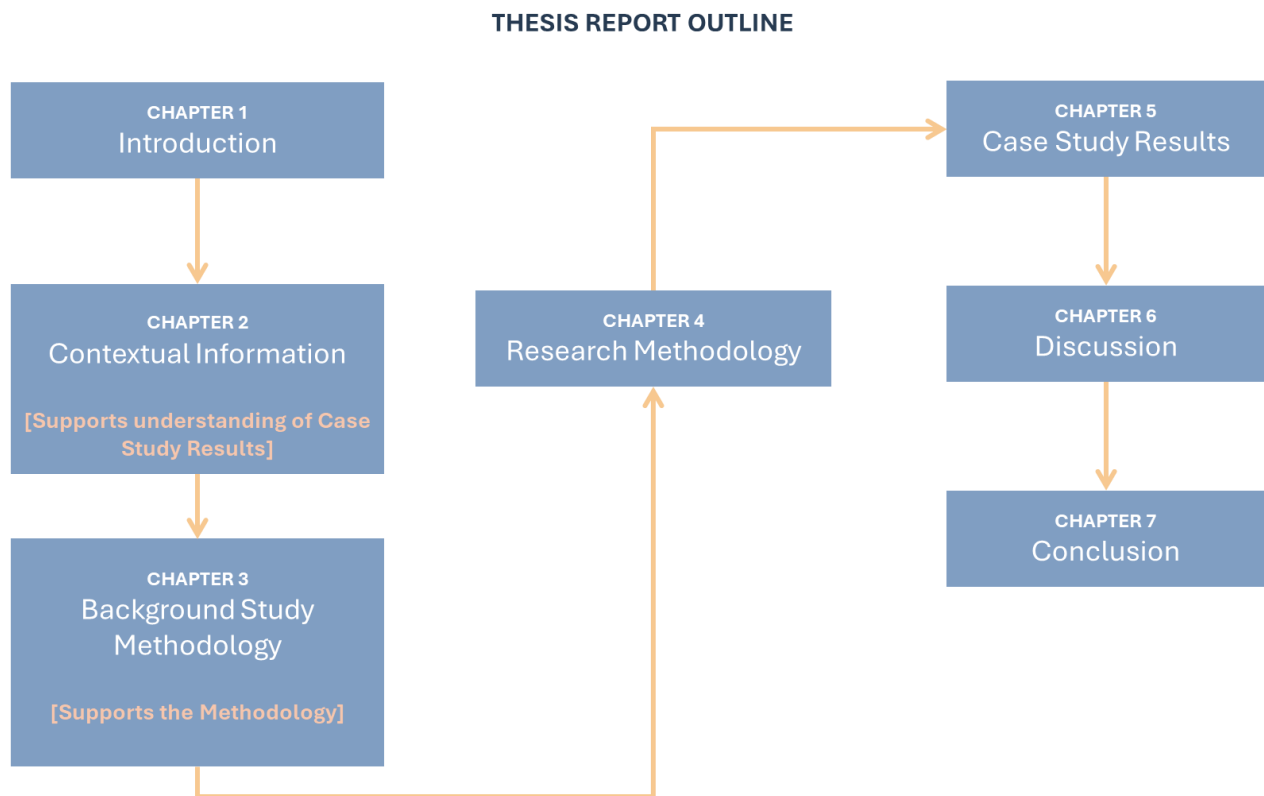 THESIS REPORT OUTLINE
CHAPTER 1
Introduction
CHAPTER 2
Contextual Information
[Supports understanding of Case
Study Results]
CHAPTER 3
Background Study
Methodology
[Supports the Methodology]
CHAPTER 4
Research Methodology
CHAPTER 5
Case Study Results
CHAPTER 6
Discussion
CHAPTER 7
Conclusion